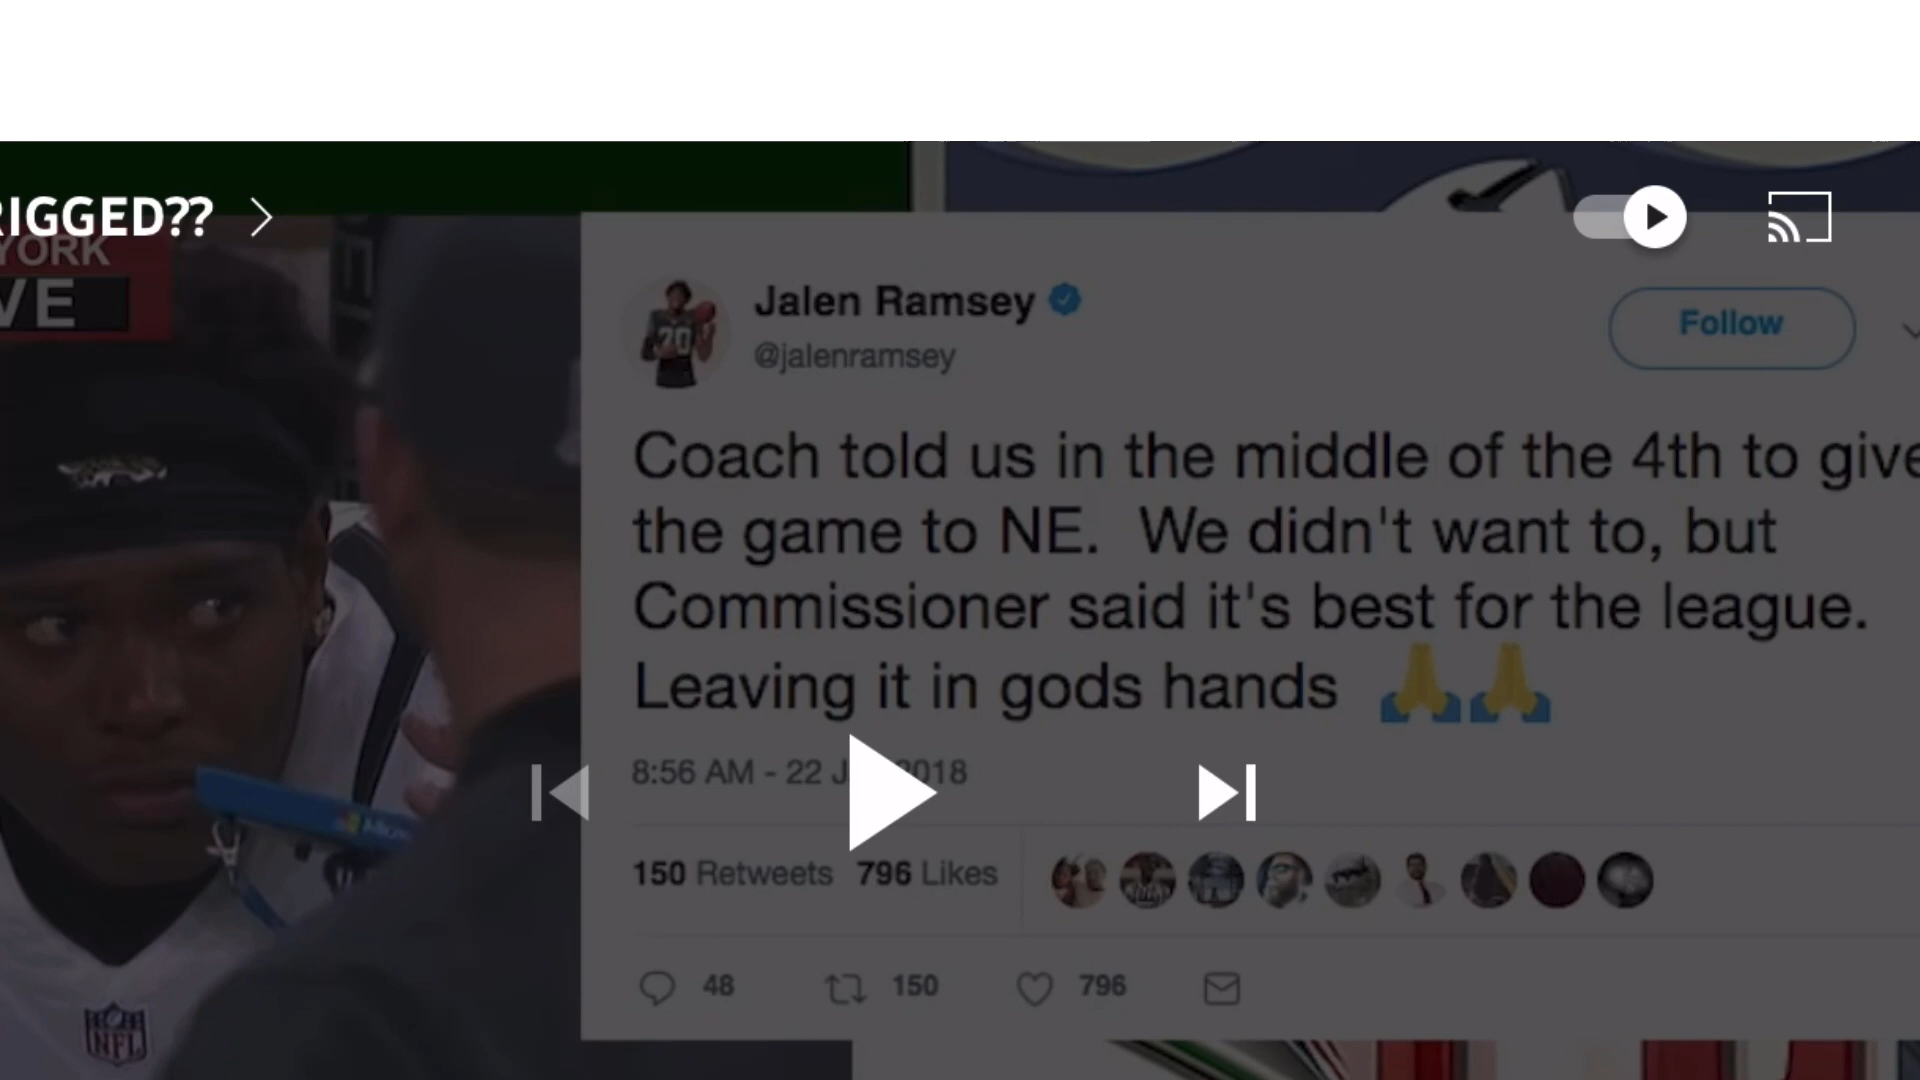 RIGGED??
YORK
VE
Jalen Ramsey
@jalenramsey
Follow
Coach told us in the middle of the 4th to give
the game to NE. We didn't want to, but
Commissioner said it's best for the league.
Leaving it in gods hands 🙏🙏
8:56 AM - 22 J 2018
150 Retweets 796 Likes
48 150 796
NFL